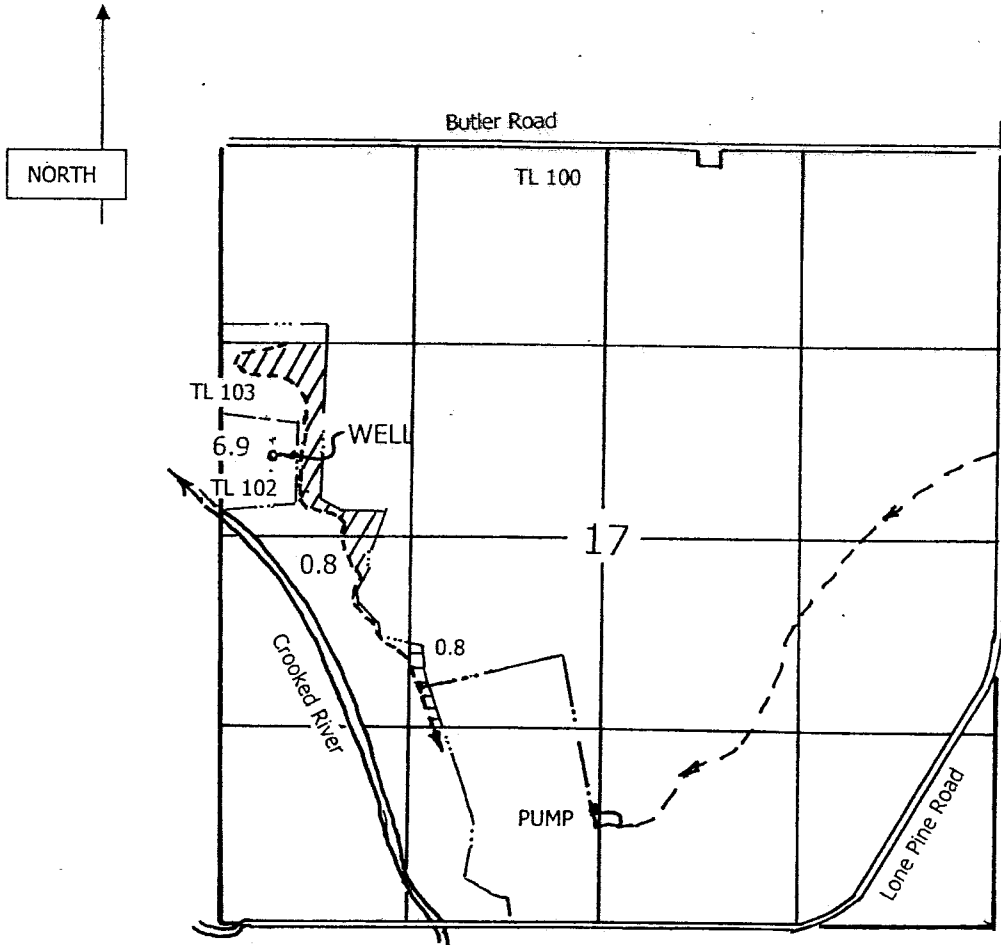 Butler Road
NORTH
TL 100
TL 103
6.9
WELL
TL 102
17
0.8
0.8
Crooked River
PUMP
Lone Pine Road